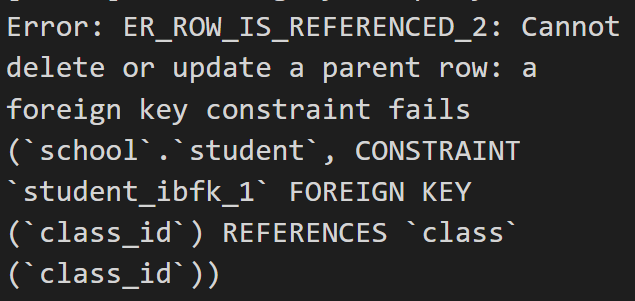 Error: ER_ROW_IS_REFERENCED_2: Cannot
delete or update a parent row: a
foreign key constraint fails
(`school`.`student`, CONSTRAINT
`student_ibfk_1` FOREIGN KEY
(`class_id`) REFERENCES `class`
(`class_id`))